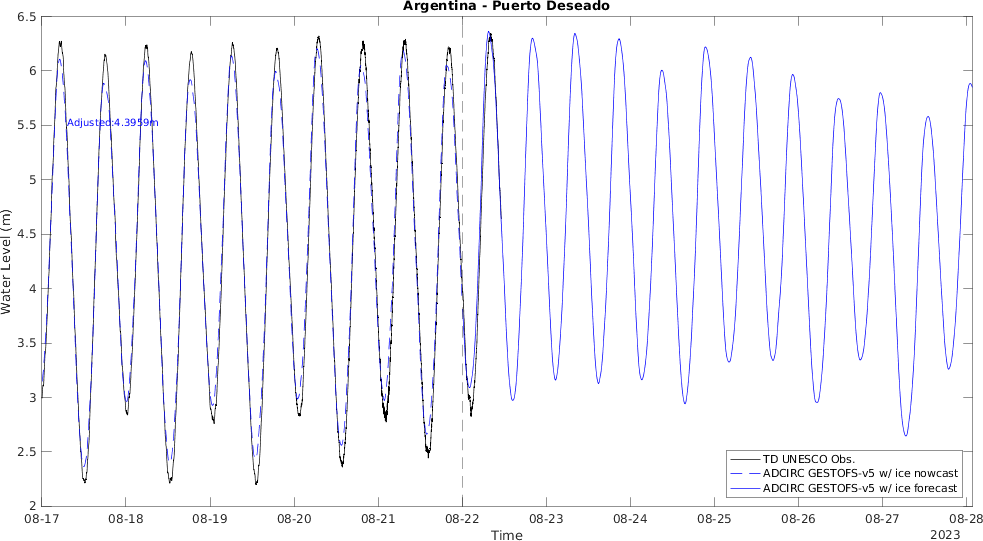 Argentina - Puerto Deseado
6.5
6
5.5
5
4.5
4
3.5
3
2.5
2
Water Level (m)
Adjusted:4.3959m
TD UNESCO Obs.
ADCIRC GESTOFS-v5 w/ ice nowcast
ADCIRC GESTOFS-v5 w/ ice forecast
08-17 08-18 08-19 08-20 08-21 08-22 08-23 08-24 08-25 08-26 08-27 08-28
Time
2023